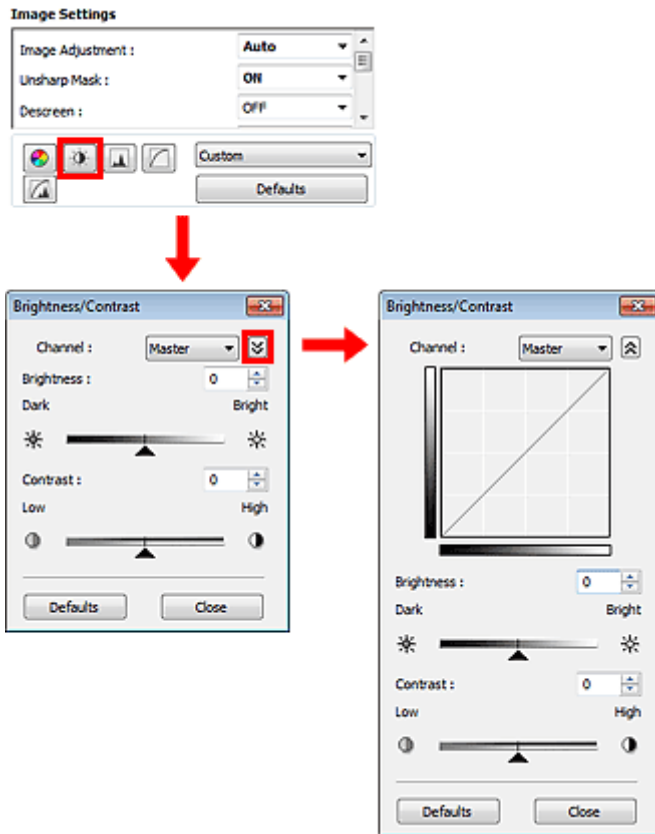 Image Settings
Image Adjustment : Auto
Unsharp Mask : ON
Descreen : OFF
Custom
Defaults
Brightness/Contrast
Channel : Master
Brightness : 0
Dark Bright
Contrast : 0
Low High
Defaults Close
Brightness/Contrast
Channel : Master
Brightness : 0
Dark Bright
Contrast : 0
Low High
Defaults Close